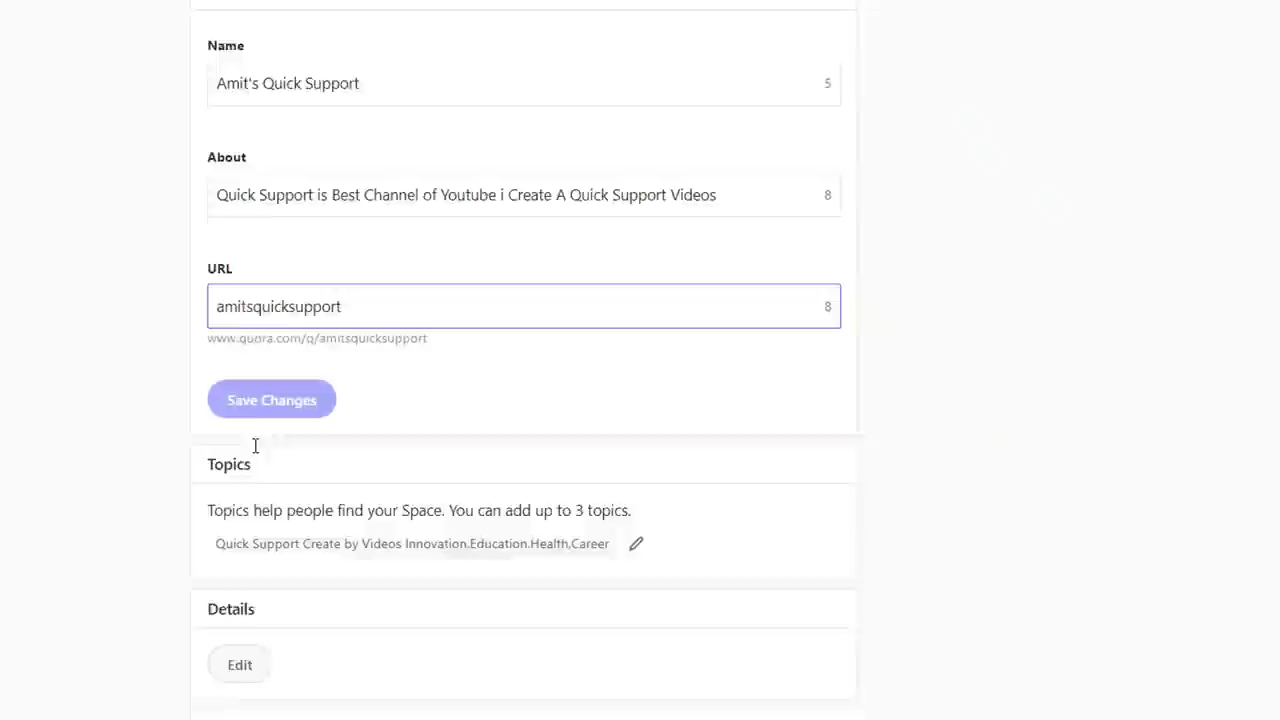 Name
Amit's Quick Support 5
About
Quick Support is Best Channel of Youtube i Create A Quick Support Videos 8
URL
amitsquicksupport 8
www.quora.com/q/amitsquicksupport
Save Changes
Topics
Topics help people find your Space. You can add up to 3 topics.
Quick Support Create by Videos Innovation.Education.Health,Career
Details
Edit